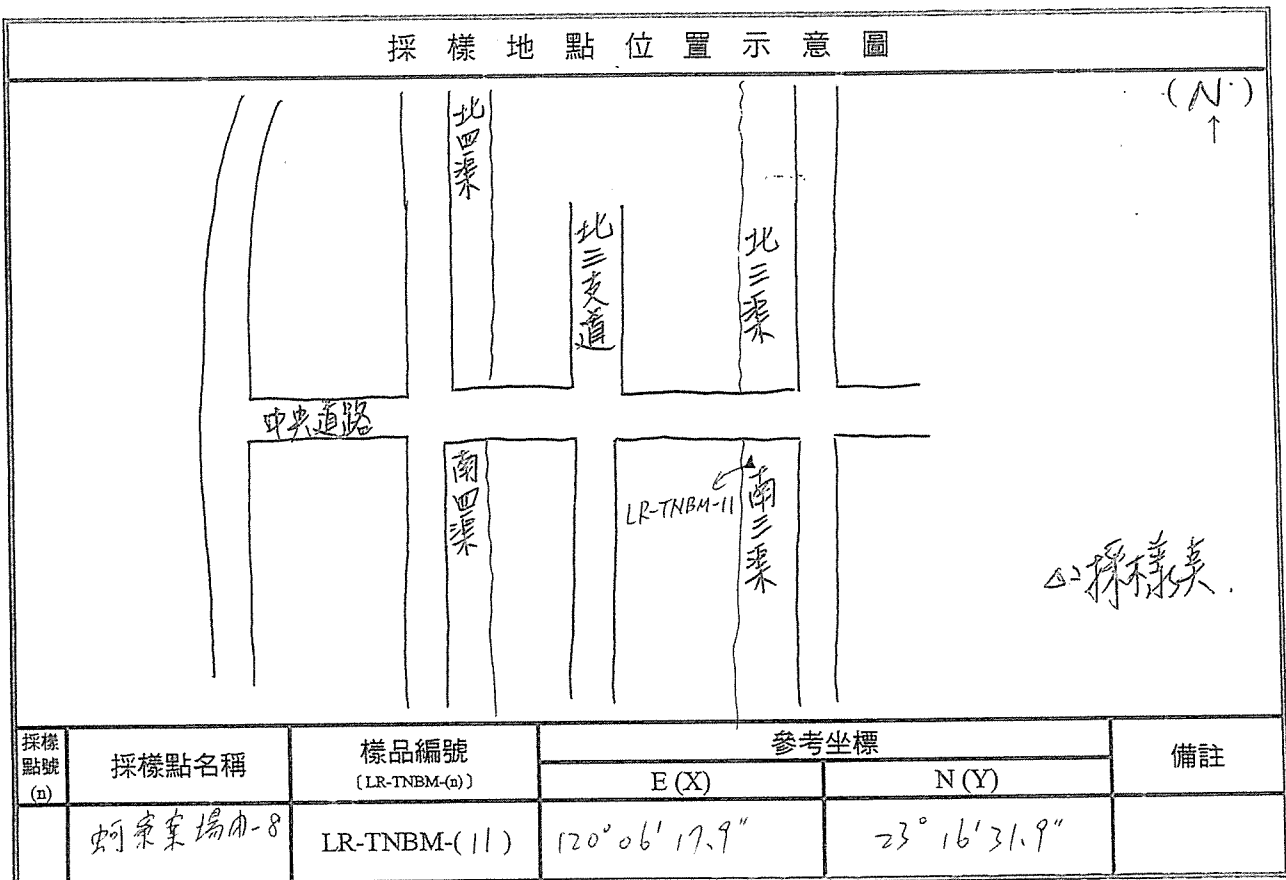 採樣地點位置示意圖
(N)
↑
北四渠
北三支道
北三渠
中央道路
南四渠
LR-TNBM-11
南三渠
△：採樣點.
採樣點號(n)
採樣點名稱
樣品編號
〔LR-TNBM-(n)〕
參考坐標
E (X)
N (Y)
備註
案場
-8
LR-TNBM-(11)
120°06'17.9"
23°16'31.9"